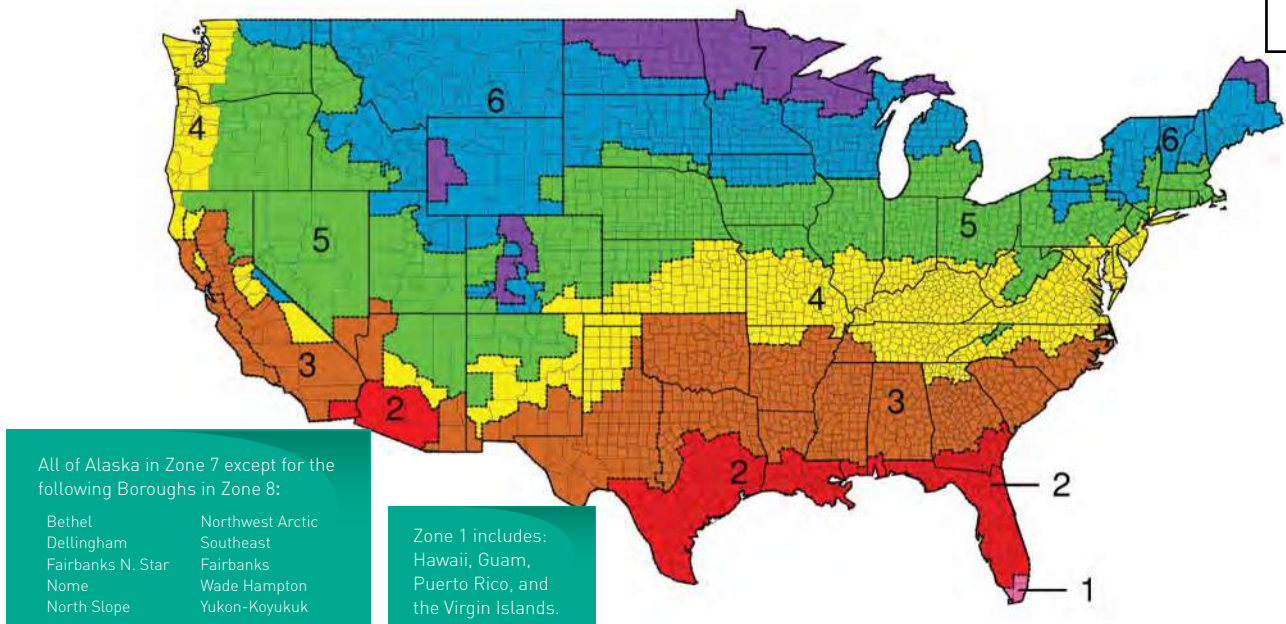 7
6
4
6
5
5
4
3
2
3
2
2
1
All of Alaska in Zone 7 except for the
following Boroughs in Zone 8:
Bethel Northwest Arctic
Dellingham Southeast
Fairbanks N. Star Fairbanks
Nome Wade Hampton
North Slope Yukon-Koyukuk
Zone 1 includes:
Hawaii, Guam,
Puerto Rico, and
the Virgin Islands.